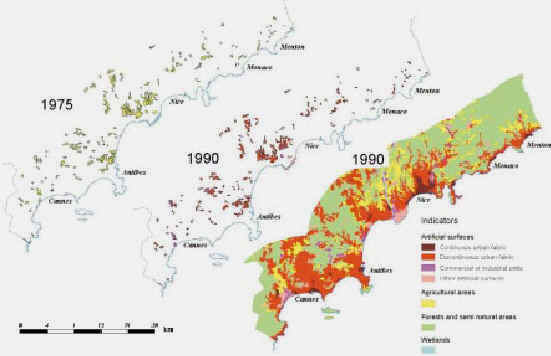 1975
Menton
Monaco
Nice
Antibes
Cannes
1990
Menton
Monaco
Nice
Antibes
Cannes
1990
Menton
Monaco
Nice
Antibes
Cannes
Indicators
Artificial surfaces
Continuous urban fabric
Discontinuous urban fabric
Commercial or industrial units
Other artificial surfaces
Agricultural areas
Forests and semi natural areas
Wetlands
0 4 8 12 16 20 km